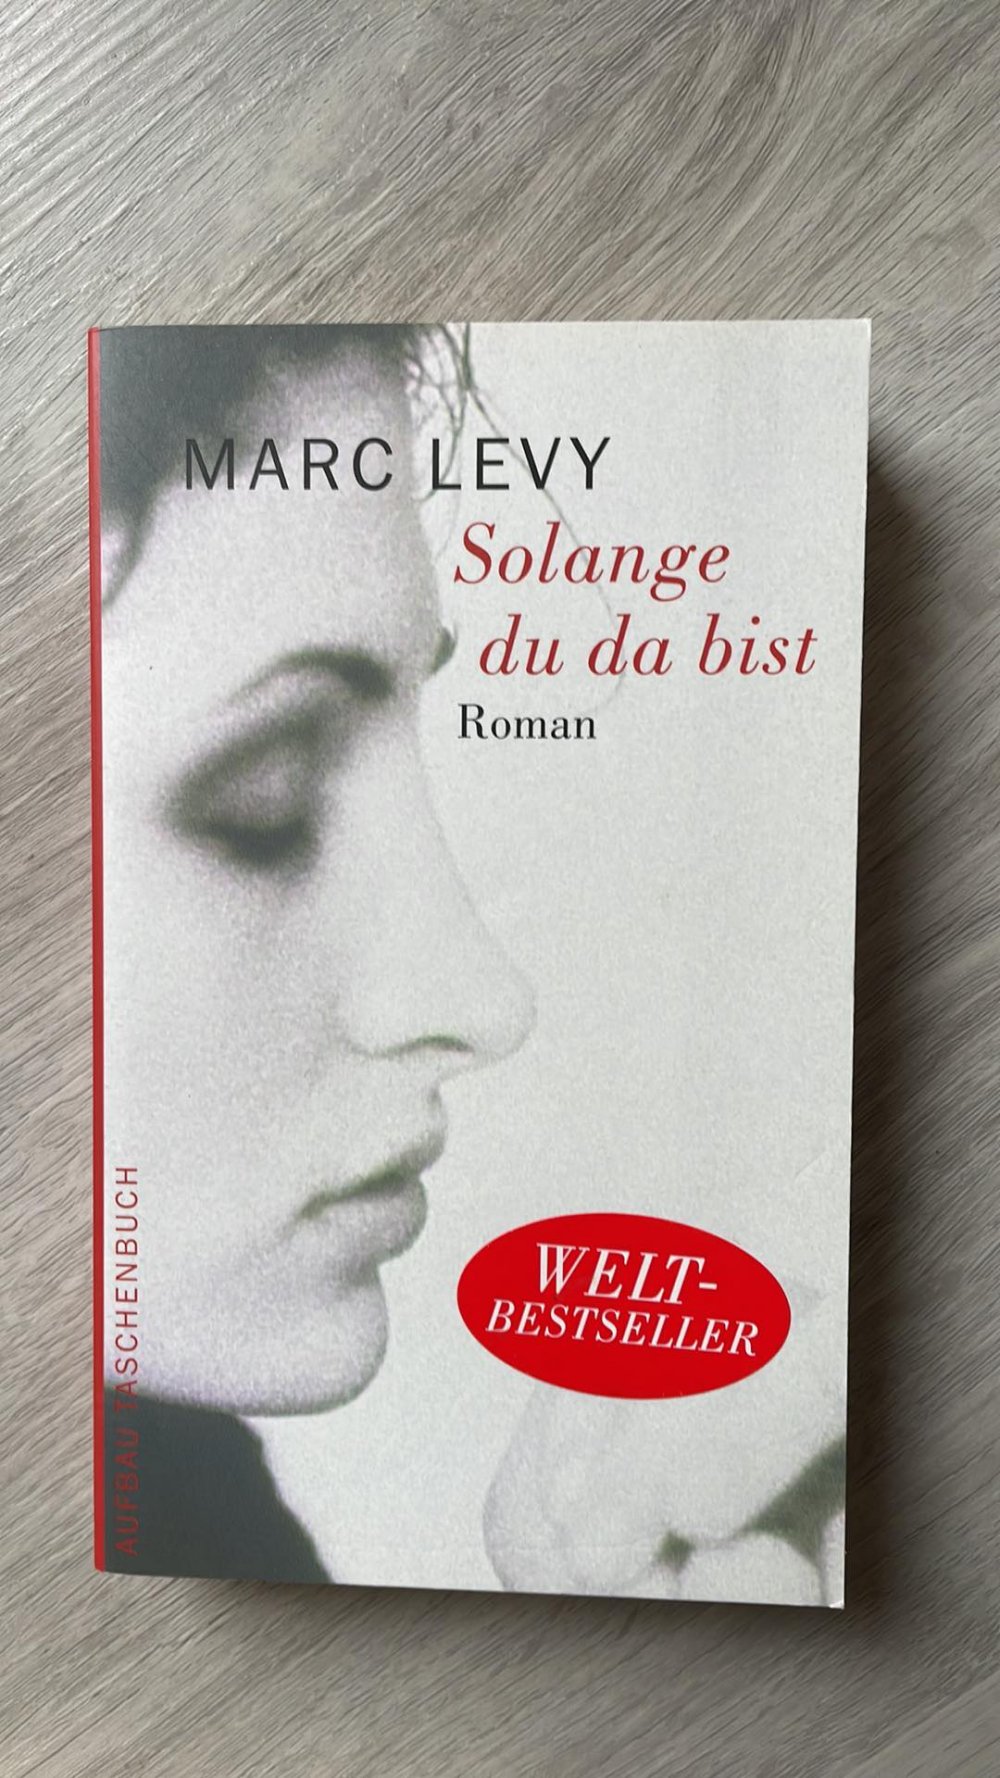 MARC LEVY
Solange
du da bist
Roman
WELT-
BESTSELLER
AUFBAU TASCHENBUCH